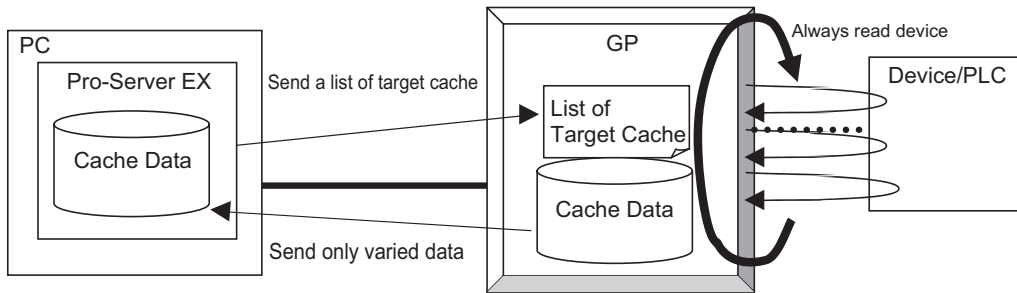 PC
Pro-Server EX
Cache Data
Send a list of target cache
Send only varied data
GP
List of
Target Cache
Cache Data
Always read device
Device/PLC